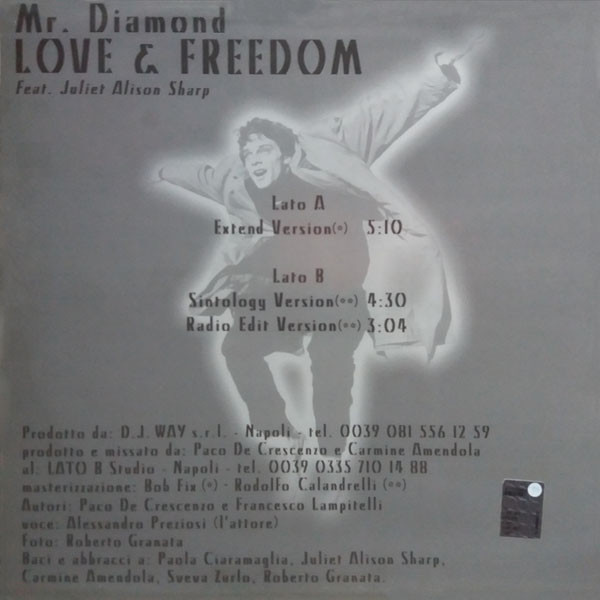 Mr. Diamond
LOVE & FREEDOM
Feat. Juliet Alison Sharp
Lato A
Extend Version(*) 5:10
Lato B
Sintology Version(**) 4:30
Radio Edit Version(**) 3:04
Prodotto da: D.J. WAY s.r.l. - Napoli - tel. 0039 081 556 12 59
prodotto e missato da: Paco De Crescenzo e Carmine Amendola
al: LATO B Studio - Napoli - tel. 0039 0335 710 14 88
masterizzazione: Bob Fix (*) - Rodolfo Calandrelli (**)
Autori: Paco De Crescenzo e Francesco Lampitelli
voce: Alessandro Preziosi (l'attore)
Foto: Roberto Granata
Baci e abbracci a: Paola Ciaramaglia, Juliet Alison Sharp,
Carmine Amendola, Sveva Zurlo, Roberto Granata.